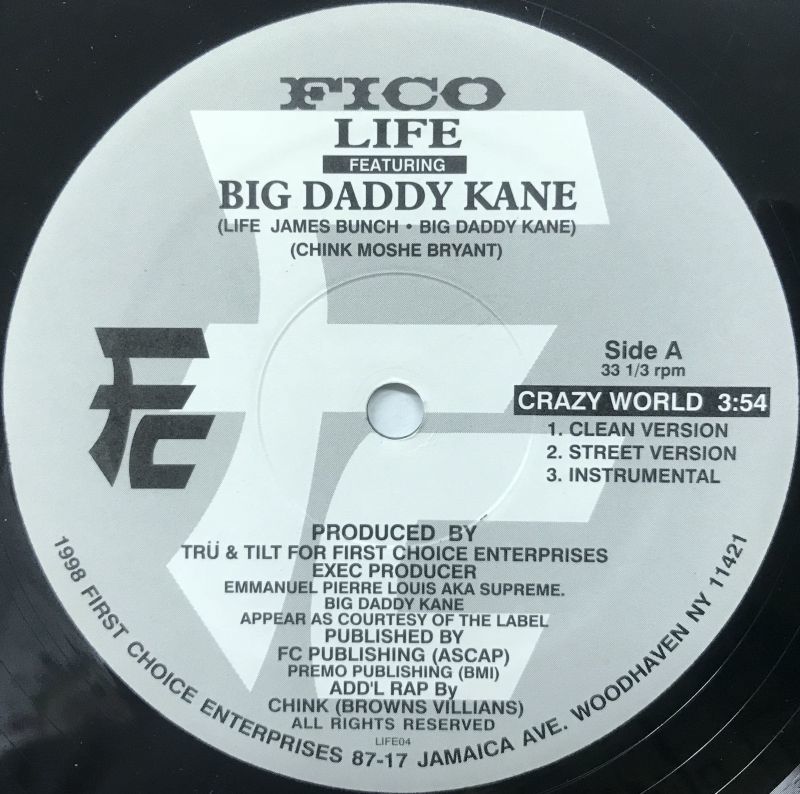 FICO
LIFE
FEATURING
BIG DADDY KANE
(LIFE JAMES BUNCH • BIG DADDY KANE)
(CHINK MOSHE BRYANT)
Fc
Side A
33 1/3 rpm
CRAZY WORLD 3:54
1. CLEAN VERSION
2. STREET VERSION
3. INSTRUMENTAL
PRODUCED BY
TRÜ & TILT FOR FIRST CHOICE ENTERPRISES
EXEC PRODUCER
EMMANUEL PIERRE LOUIS AKA SUPREME.
BIG DADDY KANE
APPEAR AS COURTESY OF THE LABEL
PUBLISHED BY
FC PUBLISHING (ASCAP)
PREMO PUBLISHING (BMI)
ADD'L RAP By
CHINK (BROWNS VILLIANS)
ALL RIGHTS RESERVED
LIFE04
1998 FIRST CHOICE ENTERPRISES 87-17 JAMAICA AVE. WOODHAVEN NY 11421